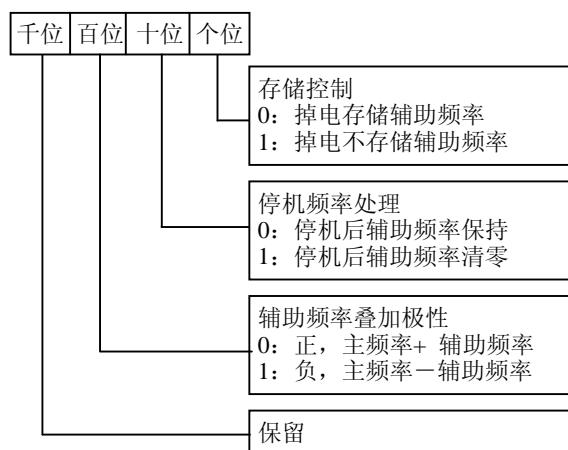 千位 百位 十位 个位
存储控制
0：掉电存储辅助频率
1：掉电不存储辅助频率
停机频率处理
0：停机后辅助频率保持
1：停机后辅助频率清零
辅助频率叠加极性
0：正，主频率+ 辅助频率
1：负，主频率－辅助频率
保留